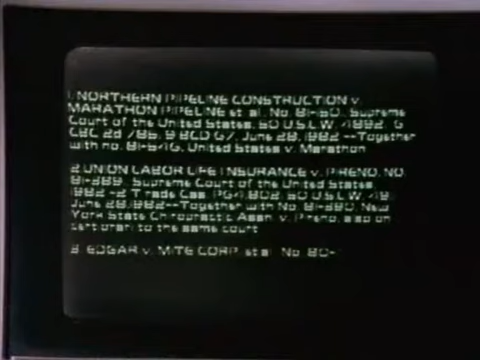 1. NORTHERN PIPELINE CONSTRUCTION v.
MARATHON PIPELINE et al. No. 81-150. Supreme
Court of the United States. 50 U.S.L.W. 4892, 6
CBC 2d 785, 9 BCD 67, June 28, 1982 --Together
with no. 81-546, United States v. Marathon
2. UNION LABOR LIFE INSURANCE v. PIRENO, NO.
81-389, Supreme Court of the United States,
1982 -2 Trade Cas. 802, 50 U.S.L.W.
June 28,1982--Together with No. 81-390, New
York State Chiropractic Assn. v. Pireno, also on
certiorari to the same court
3. EDGAR v. MITE CORP. et al. No. 80-